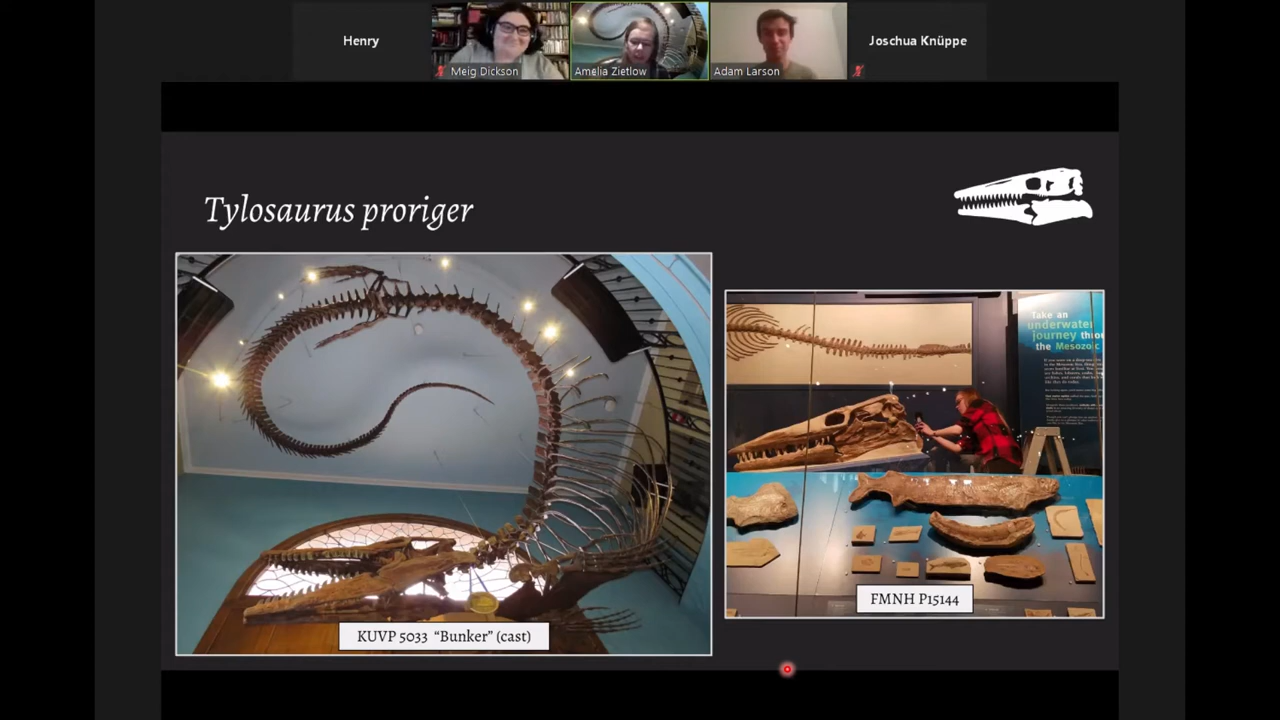 Henry
Meig Dickson
Amelia Zietlow
Adam Larson
Joschua Knüppe
Tylosaurus proriger
Take an
underwater
journey
the Mesozoic
KUVP 5033 "Bunker" (cast)
FMNH P15144